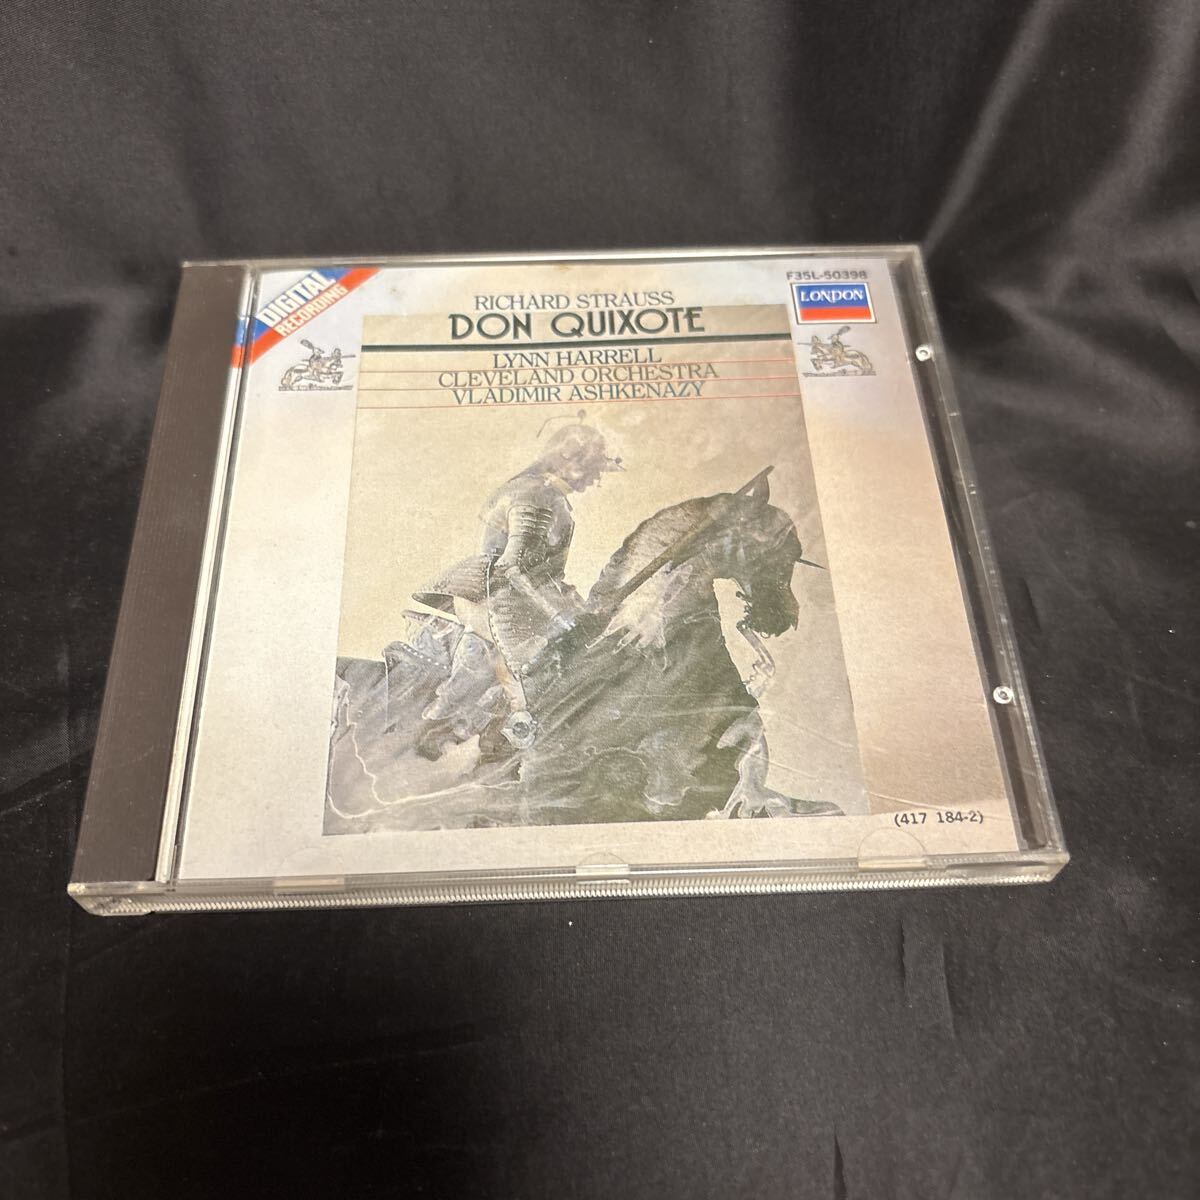 DIGITAL
RECORDING
F35L-50398
LONDON
RICHARD STRAUSS
DON QUIXOTE
LYNN HARRELL
CLEVELAND ORCHESTRA
VLADIMIR ASHKENAZY
(417 184-2)